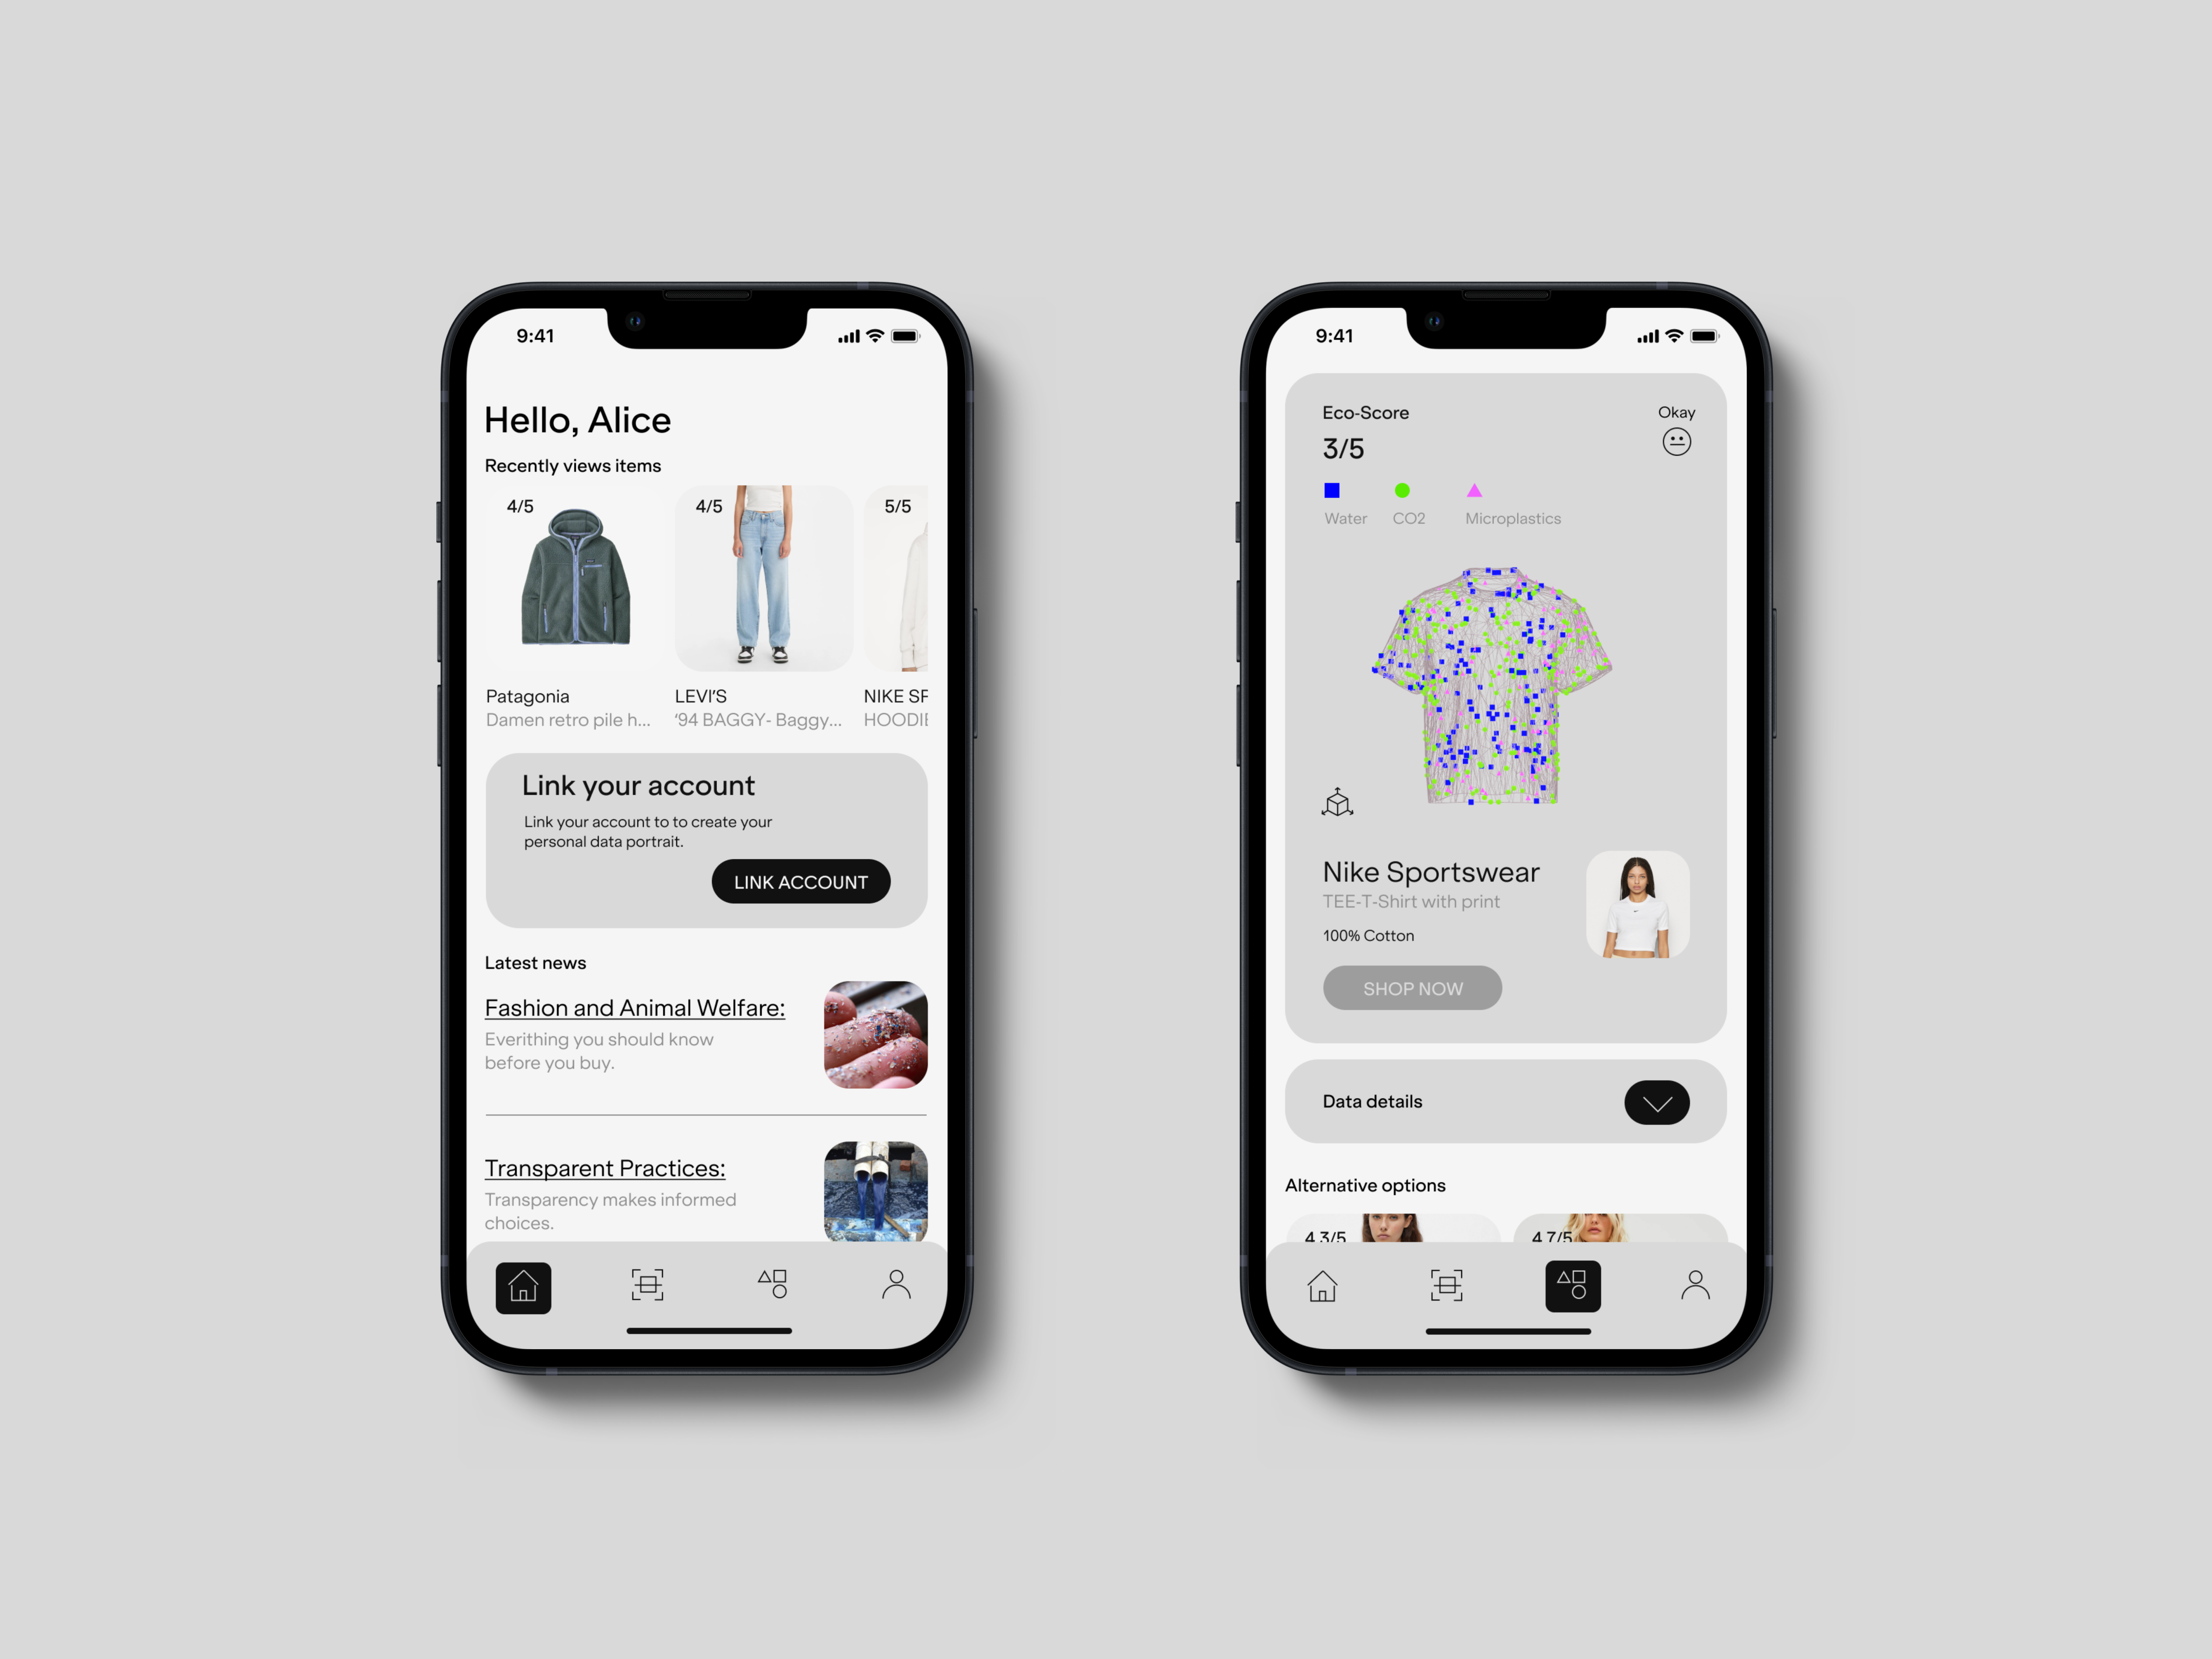 9:41
Hello, Alice
Recently views items
4/5
4/5
5/5
Patagonia
LEVI'S
NIKE SP
Damen retro pile h...
'94 BAGGY- Baggy...
HOODIE
Link your account
Link your account to to create your
personal data portrait.
LINK ACCOUNT
Latest news
Fashion and Animal Welfare:
Everithing you should know
before you buy.
Transparent Practices:
Transparency makes informed
choices.
9:41
Eco-Score
Okay
3/5
Water
CO2
Microplastics
Nike Sportswear
TEE-T-Shirt with print
100% Cotton
SHOP NOW
Data details
Alternative options
4.3/5
4.7/5